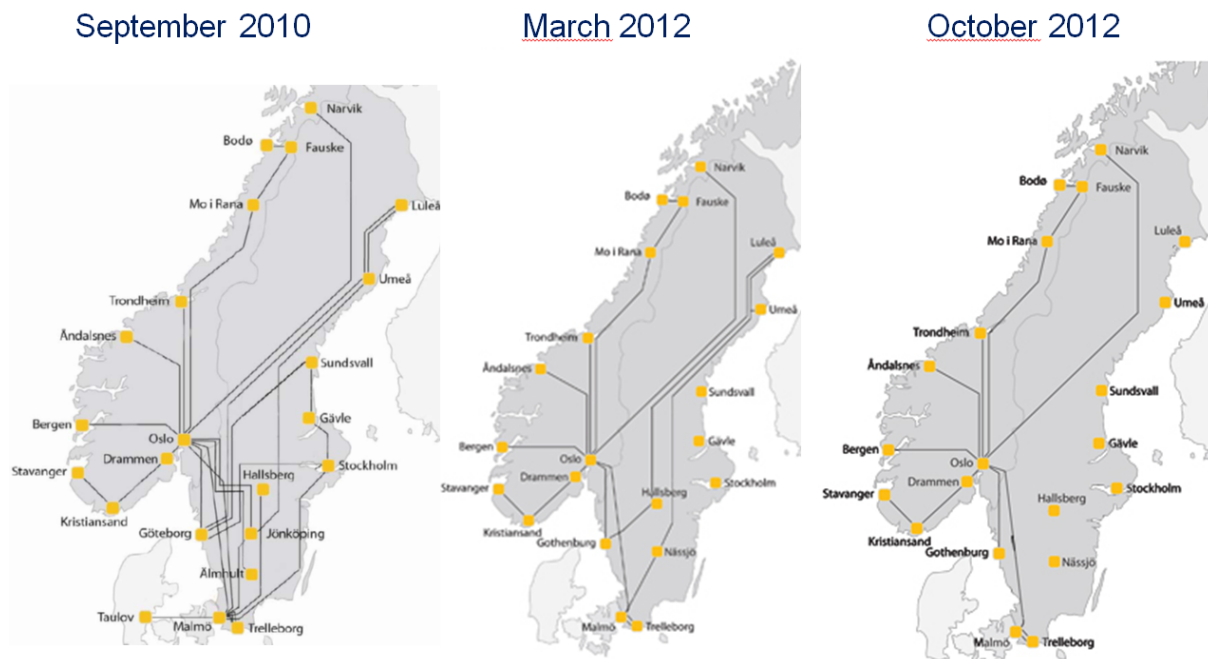 September 2010
Narvik
Bodø
Fauske
Mo i Rana
Luleå
Umeå
Trondheim
Åndalsnes
Sundsvall
Gävle
Bergen
Oslo
Drammen
Stockholm
Stavanger
Hallsberg
Kristiansand
Göteborg
Jönköping
Älmhult
Taulov
Malmö
Trelleborg
March 2012
Narvik
Bodø
Fauske
Luleå
Mo i Rana
Umeå
Trondheim
Åndalsnes
Sundsvall
Gävle
Bergen
Oslo
Drammen
Stockholm
Stavanger
Hallsberg
Kristiansand
Gothenburg
Nässjö
Malmö
Trelleborg
October 2012
Narvik
Bodø
Fauske
Luleå
Mo i Rana
Umeå
Trondheim
Åndalsnes
Sundsvall
Gävle
Bergen
Oslo
Drammen
Stockholm
Stavanger
Hallsberg
Kristiansand
Gothenburg
Nässjö
Malmö
Trelleborg